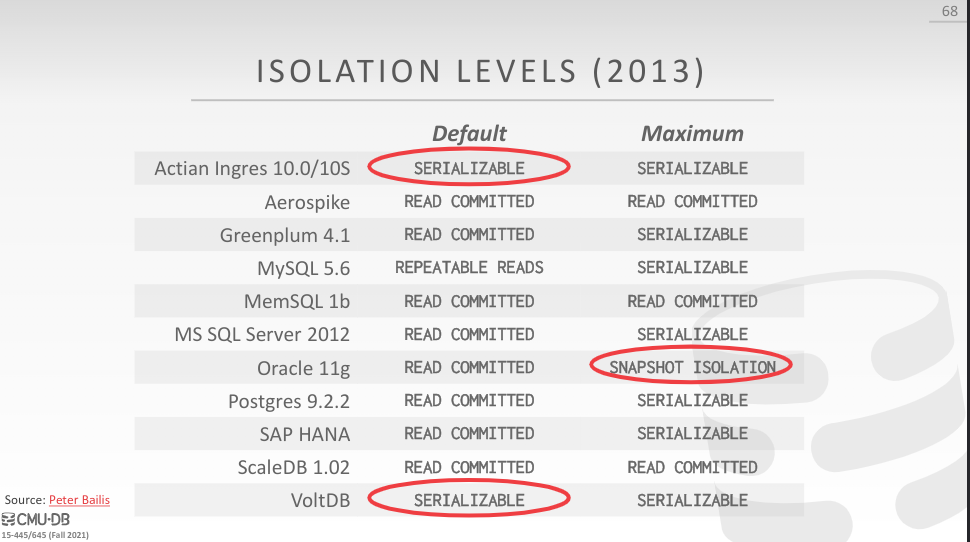 68
ISOLATION LEVELS (2013)
Default Maximum
Actian Ingres 10.0/10S SERIALIZABLE SERIALIZABLE
Aerospike READ COMMITTED READ COMMITTED
Greenplum 4.1 READ COMMITTED SERIALIZABLE
MySQL 5.6 REPEATABLE READS SERIALIZABLE
MemSQL 1b READ COMMITTED READ COMMITTED
MS SQL Server 2012 READ COMMITTED SERIALIZABLE
Oracle 11g READ COMMITTED SNAPSHOT ISOLATION
Postgres 9.2.2 READ COMMITTED SERIALIZABLE
SAP HANA READ COMMITTED SERIALIZABLE
ScaleDB 1.02 READ COMMITTED READ COMMITTED
VoltDB SERIALIZABLE SERIALIZABLE
Source: Peter Bailis
CMU·DB
15-445/645 (Fall 2021)